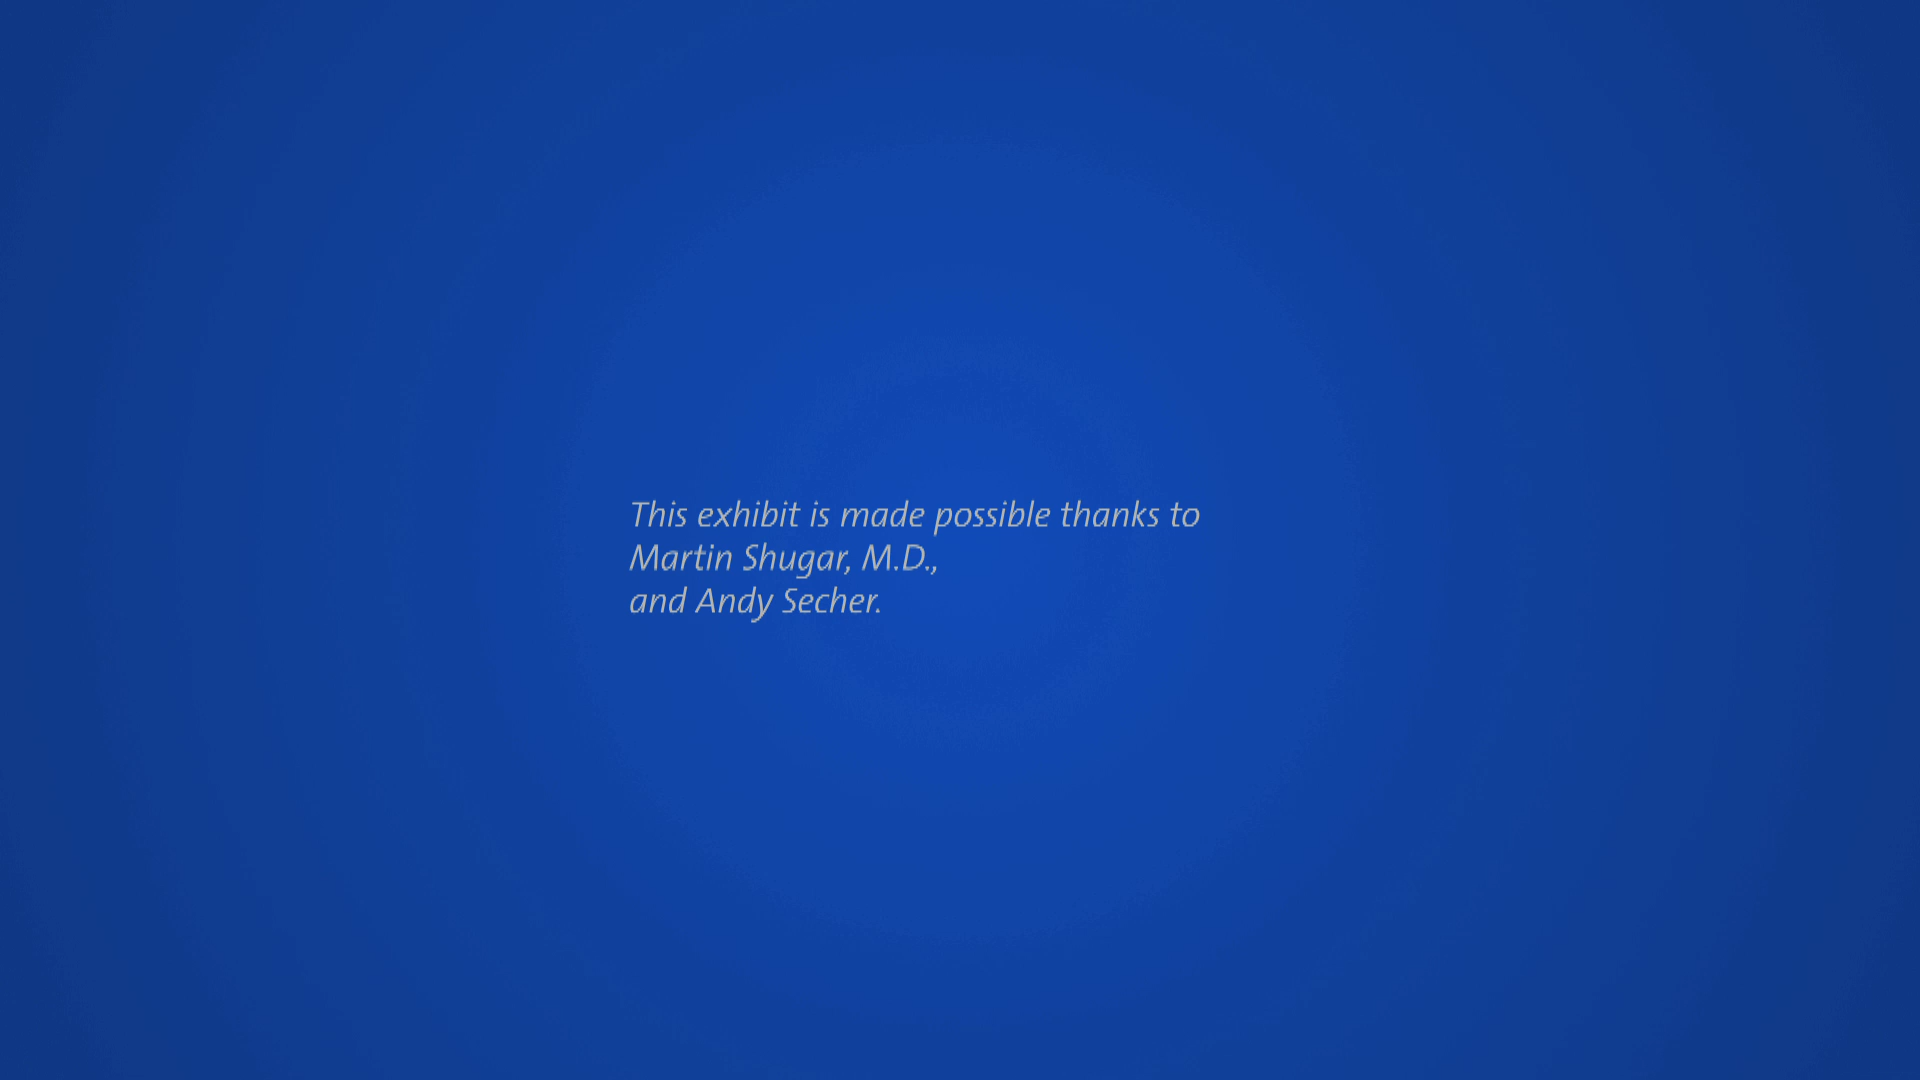 This exhibit is made possible thanks to
Martin Shugar, M.D.,
and Andy Secher.